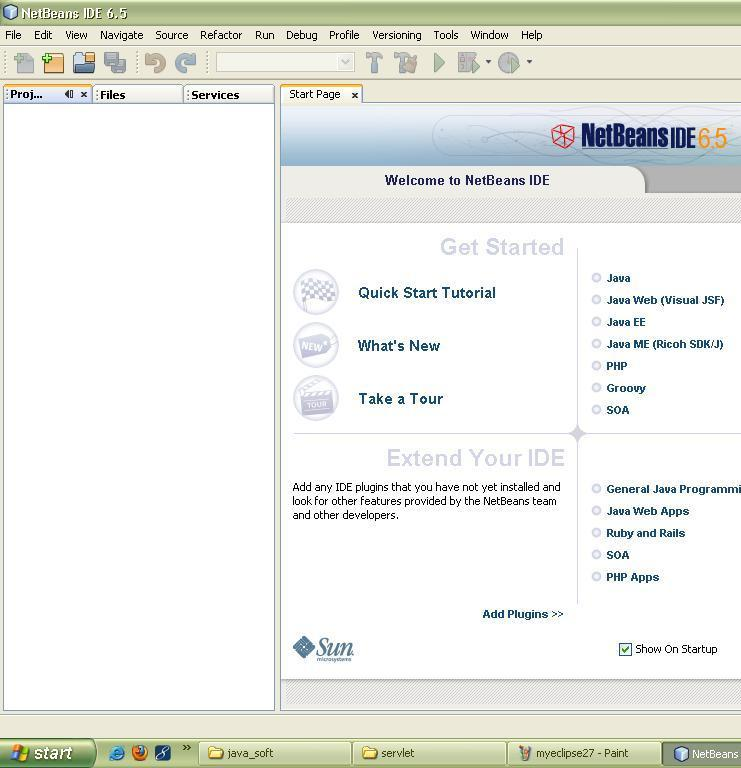 NetBeans IDE 6.5
File Edit View Navigate Source Refactor Run Debug Profile Versioning Tools Window Help
Proj... Files Services Start Page
NetBeans IDE 6.5
Welcome to NetBeans IDE
Get Started
Quick Start Tutorial
NEW What's New
TOUR Take a Tour
Java
Java Web (Visual JSF)
Java EE
Java ME (Ricoh SDK/J)
PHP
Groovy
SOA
Extend Your IDE
Add any IDE plugins that you have not yet installed and
look for other features provided by the NetBeans team
and other developers.
General Java Programmi
Java Web Apps
Ruby and Rails
SOA
PHP Apps
Add Plugins >>
Sun
microsystems
Show On Startup
start java_soft servlet myeclipse27 - Paint NetBeans